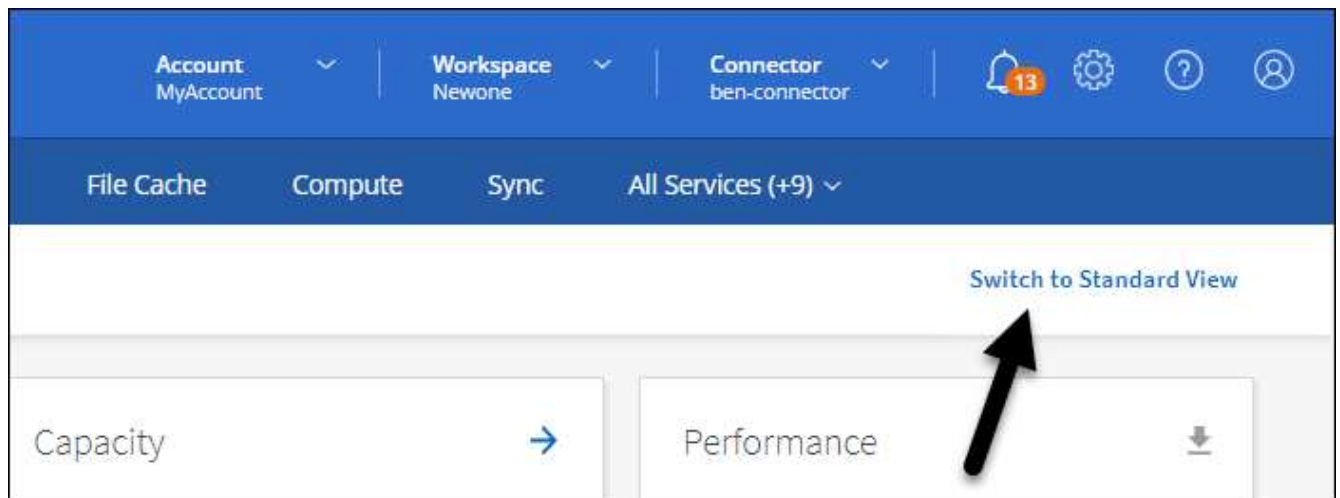 Account Workspace Connector
MyAccount Newone ben-connector
13
?
File Cache Compute Sync All Services (+9)
Switch to Standard View
Capacity Performance